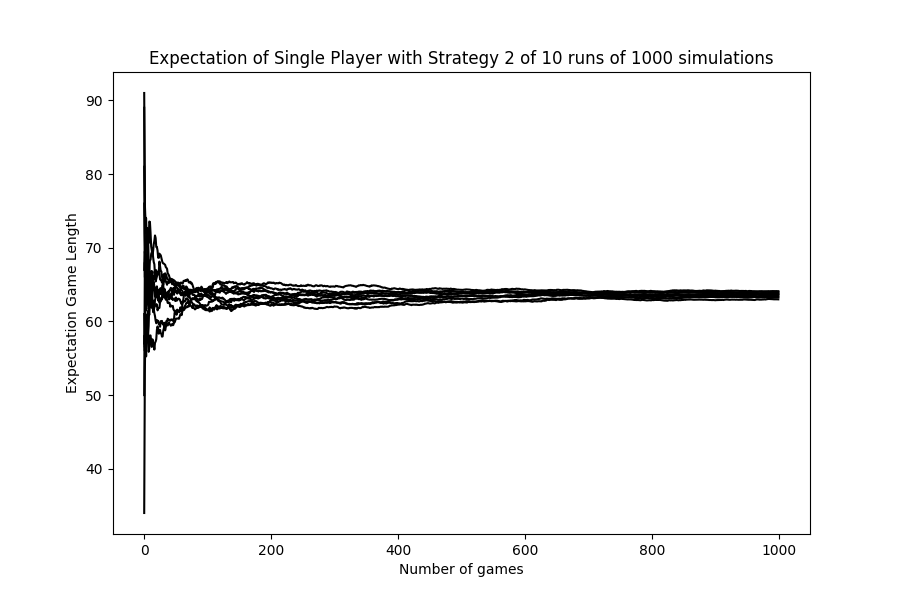 Expectation of Single Player with Strategy 2 of 10 runs of 1000 simulations
90
80
70
60
50
40
Expectation Game Length
0 200 400 600 800 1000
Number of games